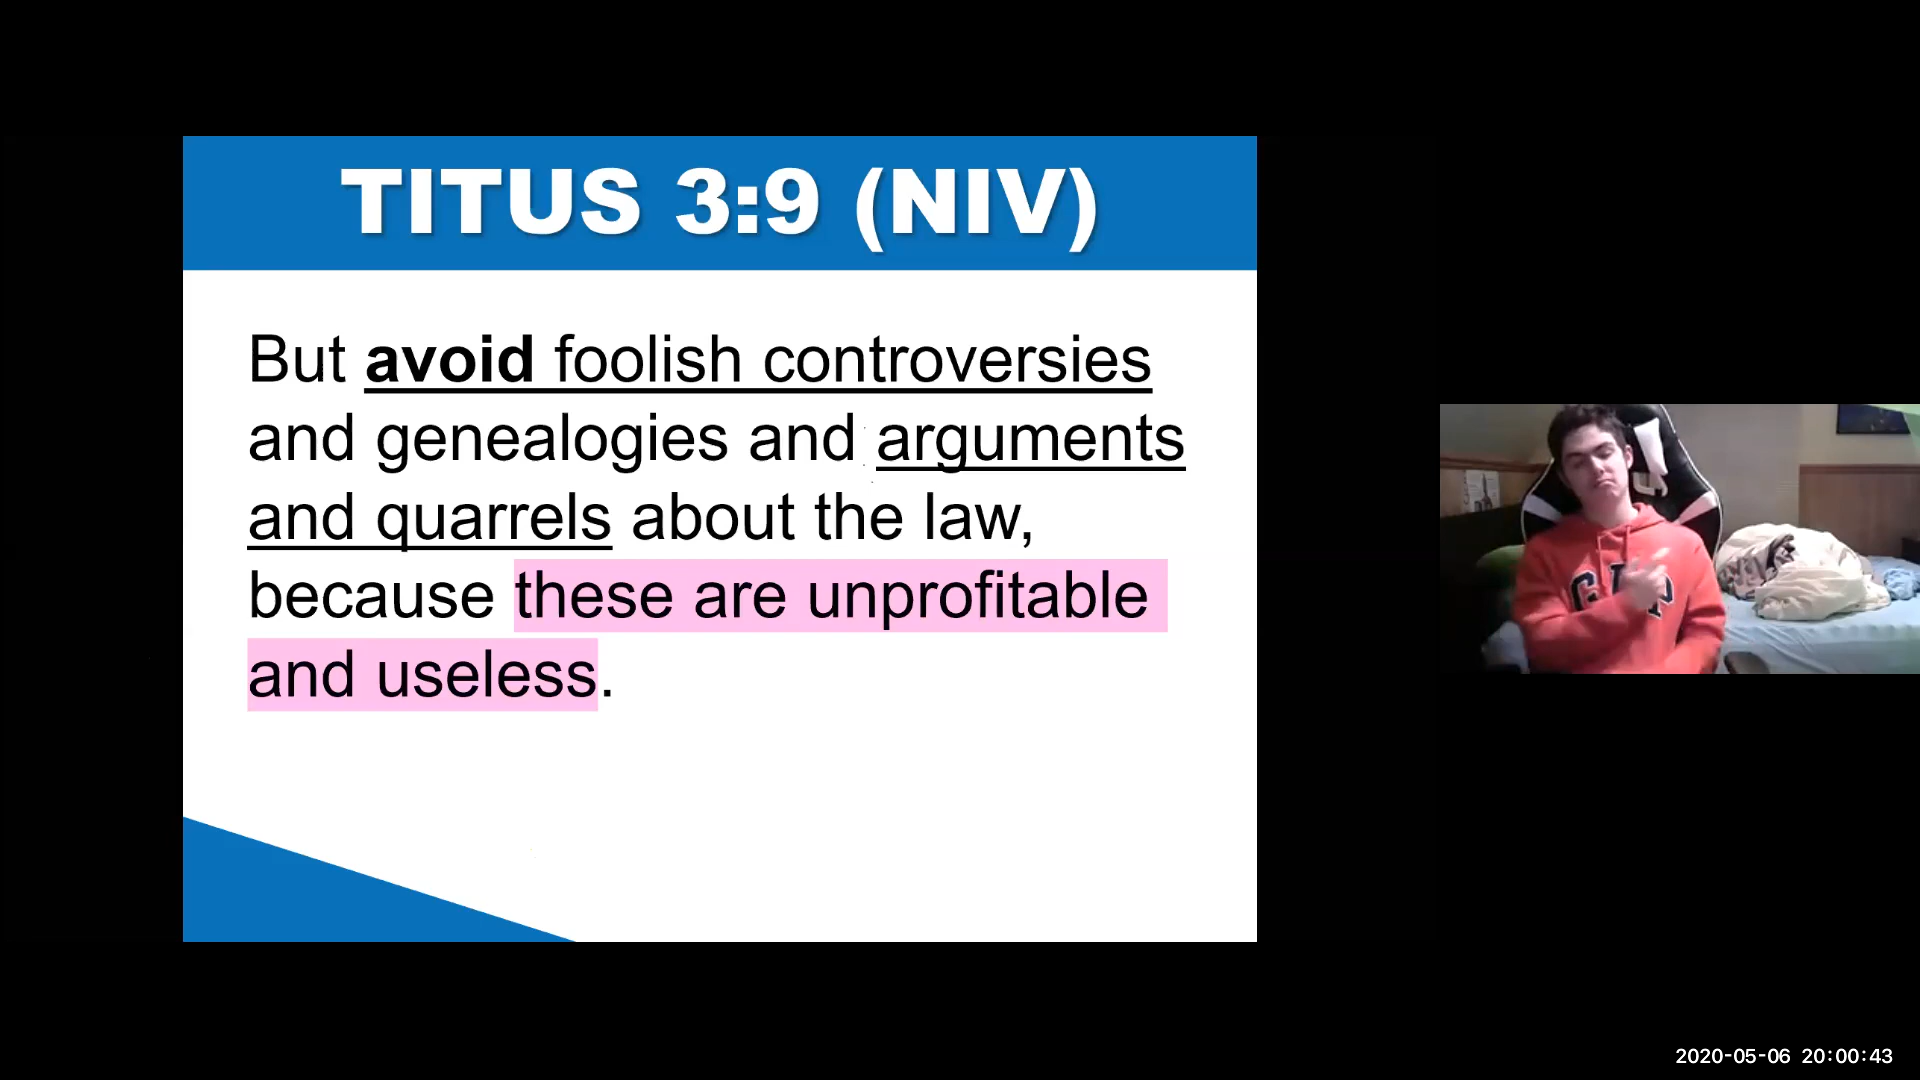 TITUS 3:9 (NIV)
But avoid foolish controversies
and genealogies and arguments
and quarrels about the law,
because these are unprofitable
and useless.
GAP
2020-05-06 20:00:43